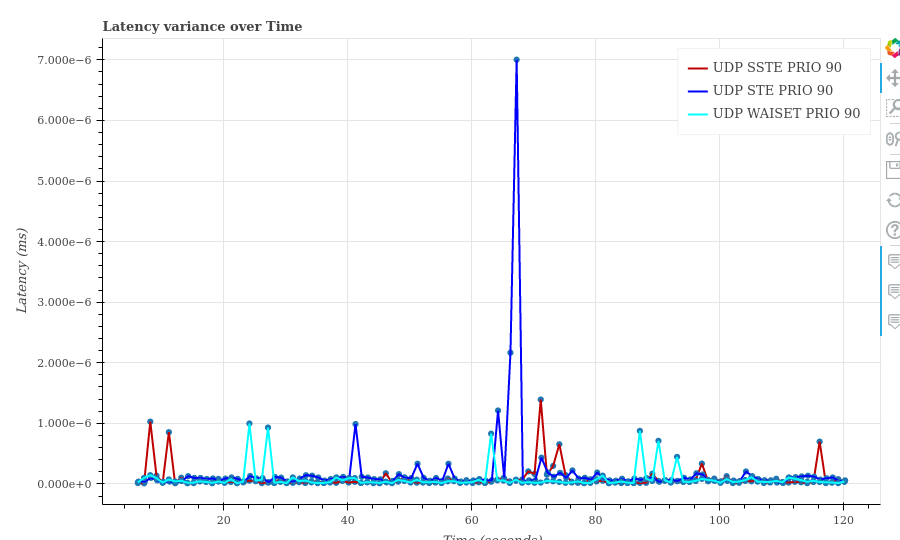 Latency variance over Time
7.000e−6
6.000e−6
5.000e−6
4.000e−6
3.000e−6
2.000e−6
1.000e−6
0.000e+0
Latency (ms)
UDP SSTE PRIO 90
UDP STE PRIO 90
UDP WAISET PRIO 90
20
40
60
80
100
120
Time (seconds)